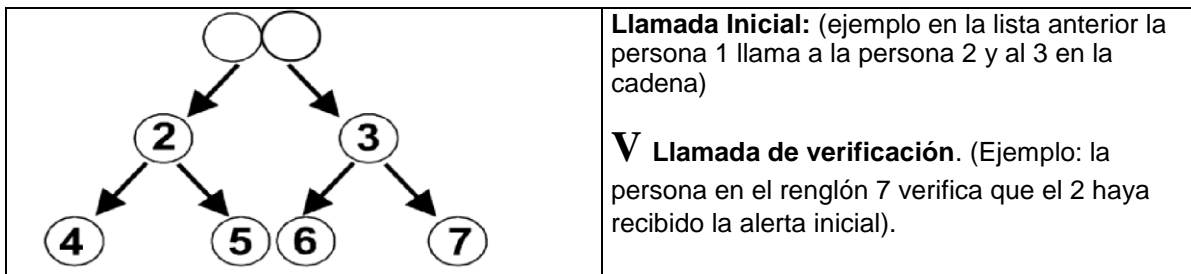 Llamada Inicial: (ejemplo en la lista anterior la
persona 1 llama a la persona 2 y al 3 en la
cadena)
V Llamada de verificación. (Ejemplo: la
persona en el renglón 7 verifica que el 2 haya
recibido la alerta inicial).
2 3
4 5 6 7